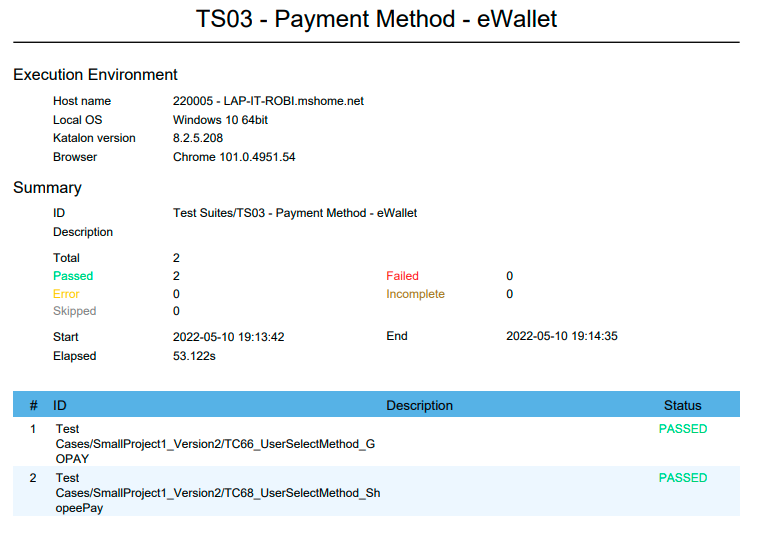 TS03 - Payment Method - eWallet
Execution Environment
Host name 220005 - LAP-IT-ROBI.mshome.net
Local OS Windows 10 64bit
Katalon version 8.2.5.208
Browser Chrome 101.0.4951.54
Summary
ID Test Suites/TS03 - Payment Method - eWallet
Description
Total 2
Passed 2 Failed 0
Error 0 Incomplete 0
Skipped 0
Start 2022-05-10 19:13:42 End 2022-05-10 19:14:35
Elapsed 53.122s
# ID Description Status
1 Test PASSED
Cases/SmallProject1_Version2/TC66_UserSelectMethod_G
OPAY
2 Test PASSED
Cases/SmallProject1_Version2/TC68_UserSelectMethod_Sh
opeePay